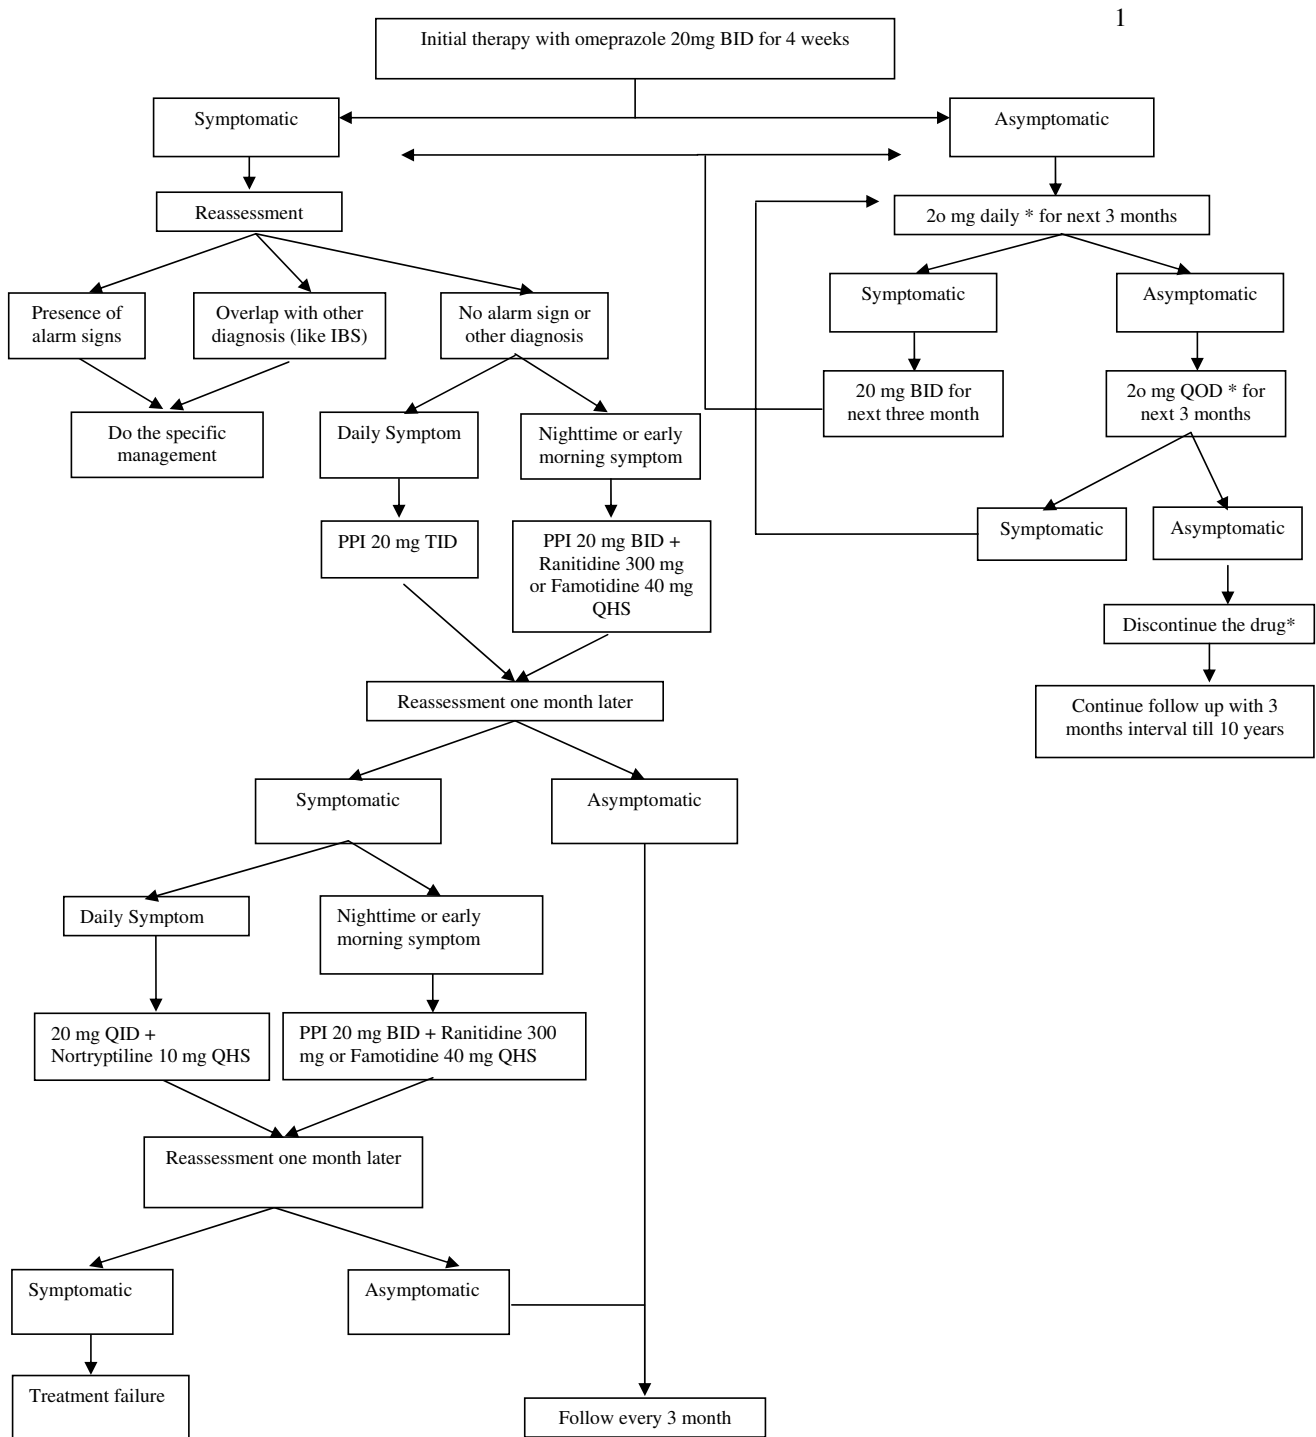 1
Initial therapy with omeprazole 20mg BID for 4 weeks
Symptomatic
Asymptomatic
Reassessment
2o mg daily * for next 3 months
Presence of
alarm signs
Overlap with other
diagnosis (like IBS)
No alarm sign or
other diagnosis
Symptomatic
Asymptomatic
20 mg BID for
next three month
2o mg QOD * for
next 3 months
Do the specific
management
Daily Symptom
Nighttime or early
morning symptom
Symptomatic
Asymptomatic
PPI 20 mg TID
PPI 20 mg BID +
Ranitidine 300 mg
or Famotidine 40 mg
QHS
Discontinue the drug*
Continue follow up with 3
months interval till 10 years
Reassessment one month later
Symptomatic
Asymptomatic
Daily Symptom
Nighttime or early
morning symptom
20 mg QID +
Nortryptiline 10 mg QHS
PPI 20 mg BID + Ranitidine 300
mg or Famotidine 40 mg QHS
Reassessment one month later
Symptomatic
Asymptomatic
Treatment failure
Follow every 3 month